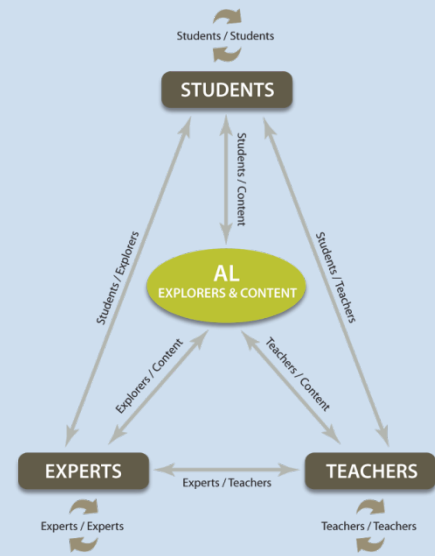 Students / Students
STUDENTS
Students / Content
Students / Explorers
Students / Teachers
AL
EXPLORERS & CONTENT
Explorers / Content
Teachers / Content
EXPERTS
Experts / Teachers
TEACHERS
Experts / Experts
Teachers / Teachers